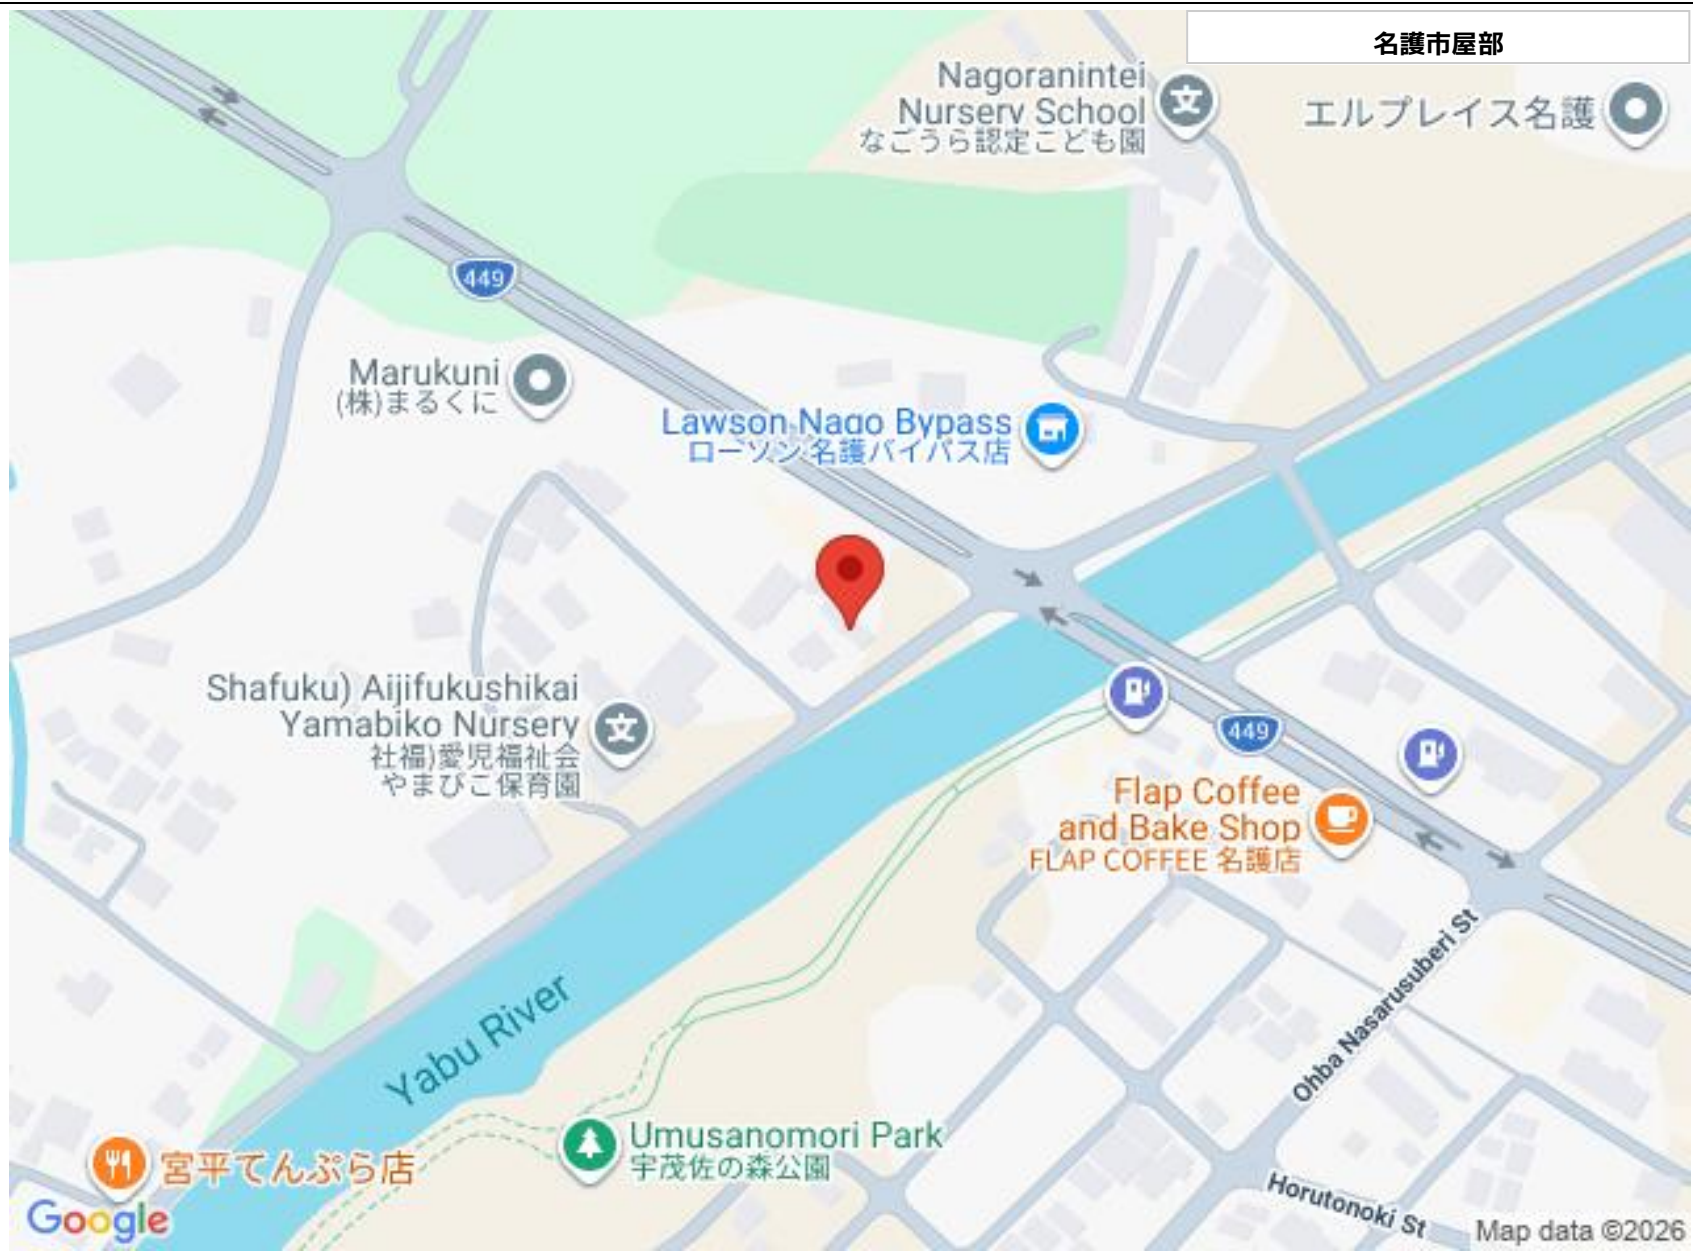 名護市屋部
Nagoranintei
Nursery School
なごうら認定こども園
エルプレイス名護
449
Marukuni
(株)まるくに
Lawson Nago Bypass
ローソン 名護バイパス店
Shafuku) Aijifukushikai
Yamabiko Nursery
社福)愛児福祉会
やまびこ保育園
449
Flap Coffee
and Bake Shop
FLAP COFFEE 名護店
Ohba Nasarusuberi St
Yabu River
Umusanomori Park
宇茂佐の森公園
宮平てんぷら店
Horutonoki St
Google
Map data ©2026